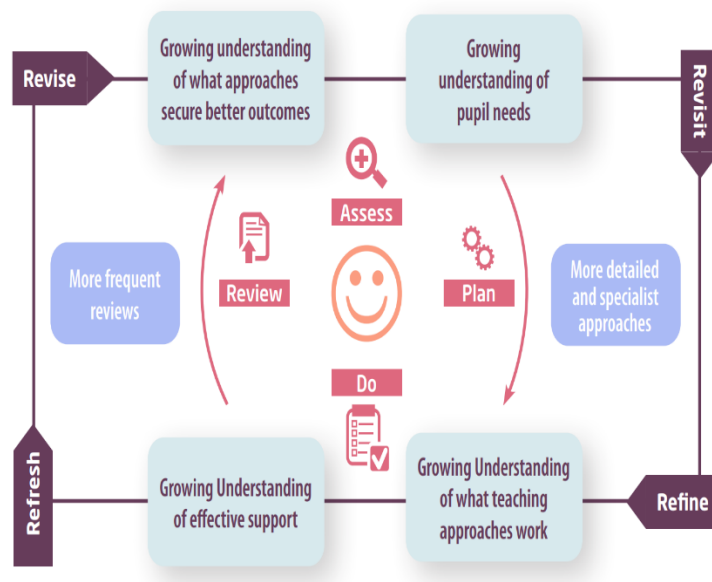 Revise
Growing understanding
of what approaches
secure better outcomes
Growing
understanding of
pupil needs
Revisit
Assess
More frequent
reviews
Review
Plan
More detailed
and specialist
approaches
Do
Refresh
Growing Understanding
of effective support
Growing Understanding
of what teaching
approaches work
Refine